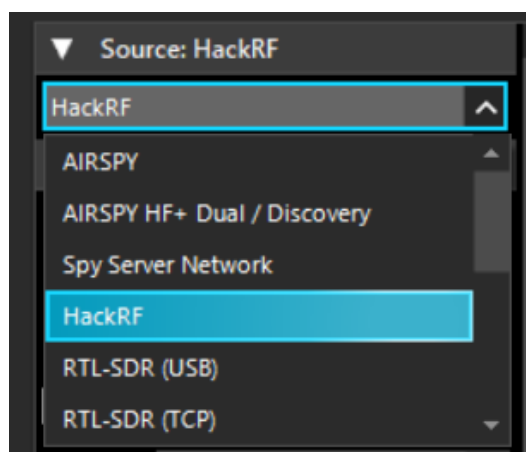 Source: HackRF
HackRF
AIRSPY
AIRSPY HF+ Dual / Discovery
Spy Server Network
HackRF
RTL-SDR (USB)
RTL-SDR (TCP)